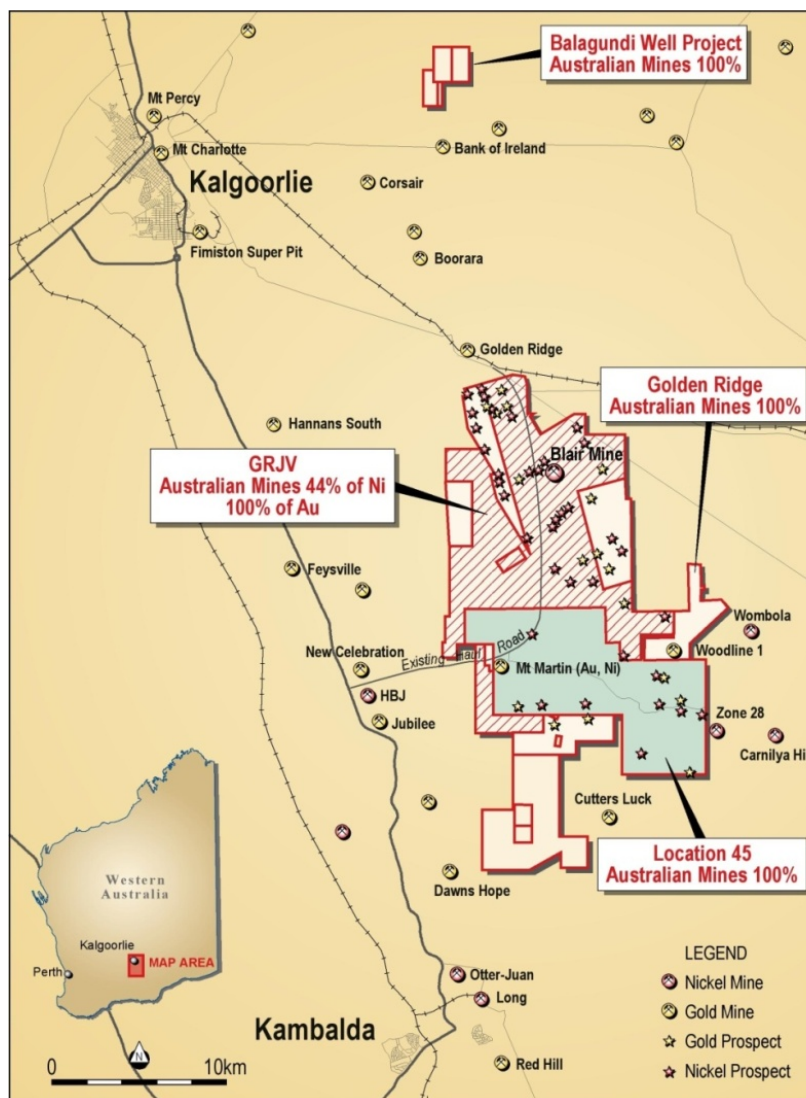 Balagundi Well Project
Australian Mines 100%
Mt Percy
Mt Charlotte
Bank of Ireland
Kalgoorlie
Corsair
Fimiston Super Pit
Boorara
Golden Ridge
Golden Ridge
Australian Mines 100%
Hannans South
Blair Mine
GRJV
Australian Mines 44% of Ni
100% of Au
Feysville
Wombola
New Celebration
Existing Haul Road
Woodline 1
Mt Martin (Au, Ni)
HBJ
Jubilee
Zone 28
Carnilya Hi
Cutters Luck
Location 45
Australian Mines 100%
Dawns Hope
Western
Australia
Kalgoorlie
Perth
MAP AREA
Otter-Juan
Long
Kambalda
Red Hill
LEGEND
Nickel Mine
Gold Mine
Gold Prospect
Nickel Prospect
N
0
10km